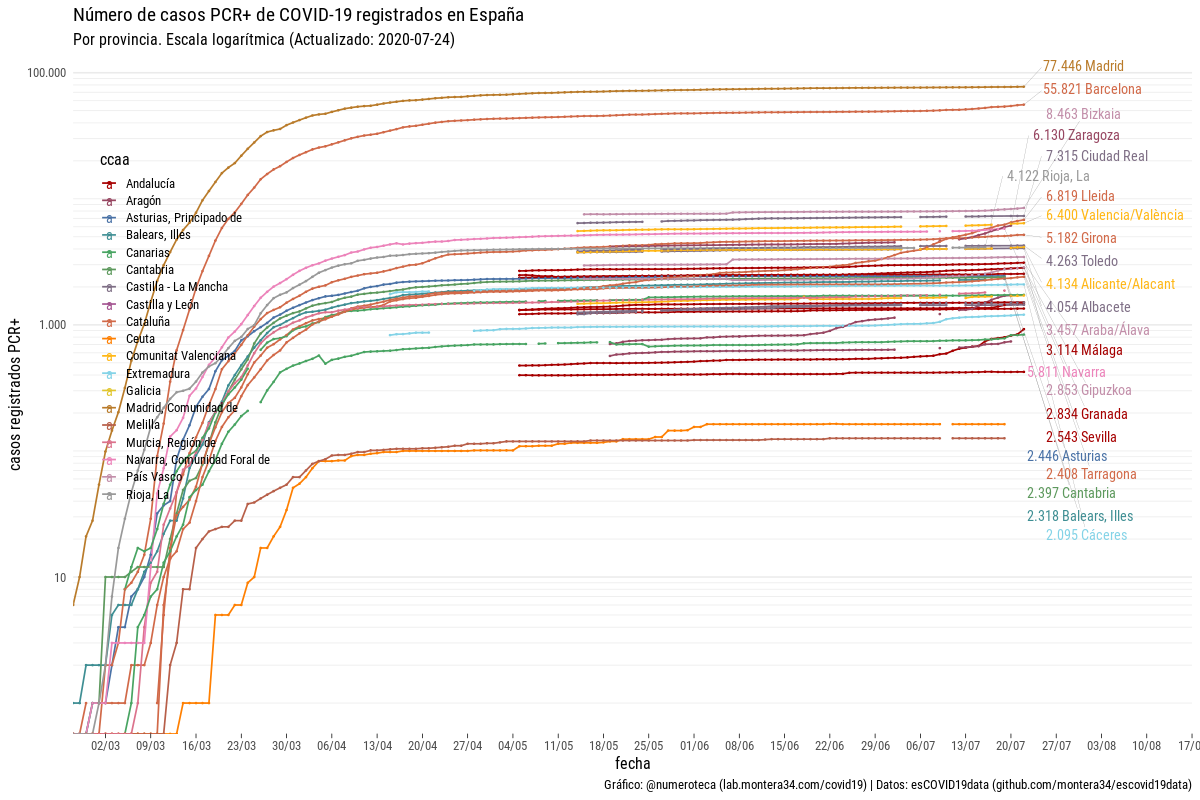 Número de casos PCR+ de COVID-19 registrados en España
Por provincia. Escala logarítmica (Actualizado: 2020-07-24)
100.000
1.000
10
casos registrados PCR+
ccaa
a Andalucía
a Aragón
a Asturias, Principado de
a Balears, Illes
a Canarias
a Cantabria
a Castilla - La Mancha
a Castilla y León
a Cataluña
a Ceuta
a Comunitat Valenciana
a Extremadura
a Galicia
a Madrid, Comunidad de
a Melilla
a Murcia, Región de
a Navarra, Comunidad Foral de
a País Vasco
a Rioja, La
77.446 Madrid
55.821 Barcelona
8.463 Bizkaia
6.130 Zaragoza
7.315 Ciudad Real
4.122 Rioja, La
6.819 Lleida
6.400 Valencia/València
5.182 Girona
4.263 Toledo
4.134 Alicante/Alacant
4.054 Albacete
3.457 Araba/Álava
3.114 Málaga
5.811 Navarra
2.853 Gipuzkoa
2.834 Granada
2.543 Sevilla
2.446 Asturias
2.408 Tarragona
2.397 Cantabria
2.318 Balears, Illes
2.095 Cáceres
02/03 09/03 16/03 23/03 30/03 06/04 13/04 20/04 27/04 04/05 11/05 18/05 25/05 01/06 08/06 15/06 22/06 29/06 06/07 13/07 20/07 27/07 03/08 10/08 17/0
fecha
Gráfico: @numeroteca (lab.montera34.com/covid19) | Datos: esCOVID19data (github.com/montera34/escovid19data)